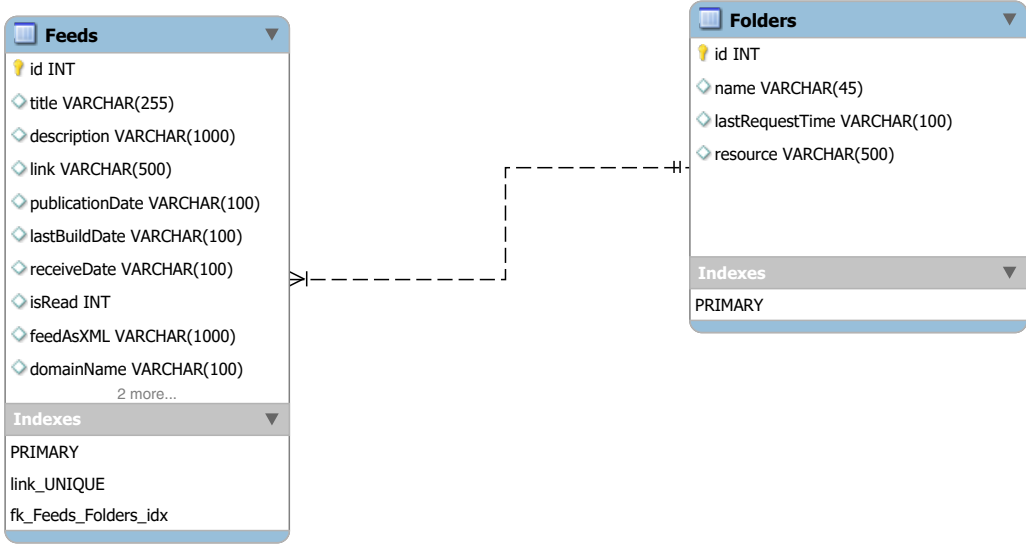 Feeds
id INT
title VARCHAR(255)
description VARCHAR(1000)
link VARCHAR(500)
publicationDate VARCHAR(100)
lastBuildDate VARCHAR(100)
receiveDate VARCHAR(100)
isRead INT
feedAsXML VARCHAR(1000)
domainName VARCHAR(100)
2 more...
Indexes
PRIMARY
link_UNIQUE
fk_Feeds_Folders_idx
Folders
id INT
name VARCHAR(45)
lastRequestTime VARCHAR(100)
resource VARCHAR(500)
Indexes
PRIMARY